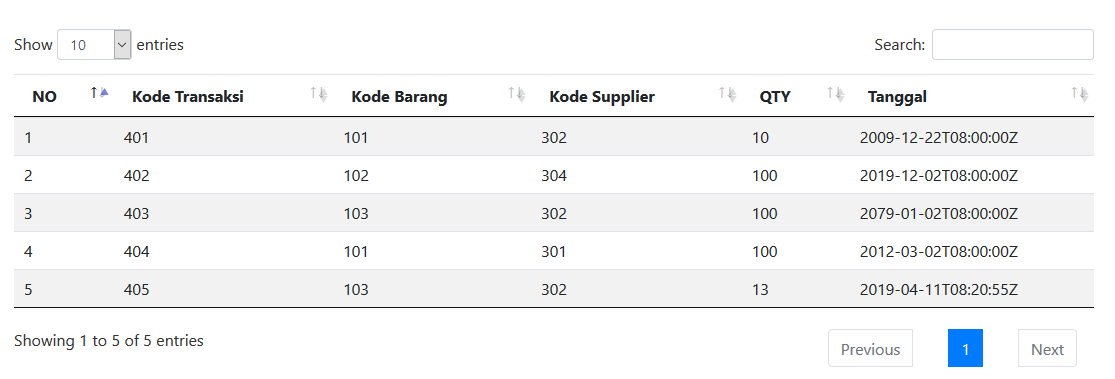 Show 10 entries Search:
NO Kode Transaksi Kode Barang Kode Supplier QTY Tanggal
1 401 101 302 10 2009-12-22T08:00:00Z
2 402 102 304 100 2019-12-02T08:00:00Z
3 403 103 302 100 2079-01-02T08:00:00Z
4 404 101 301 100 2012-03-02T08:00:00Z
5 405 103 302 13 2019-04-11T08:20:55Z
Showing 1 to 5 of 5 entries Previous 1 Next